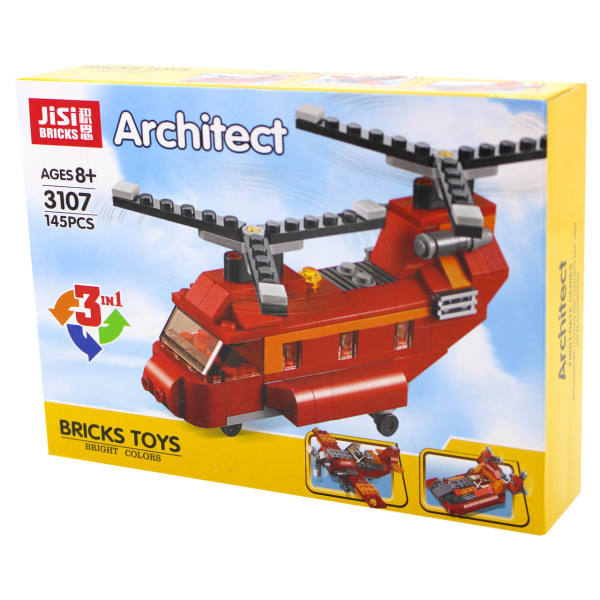 JiSi 积思
BRICKS
Architect
AGES 8+
3107
145PCS
3 IN 1
BRICKS TOYS
BRIGHT COLORS
Architect